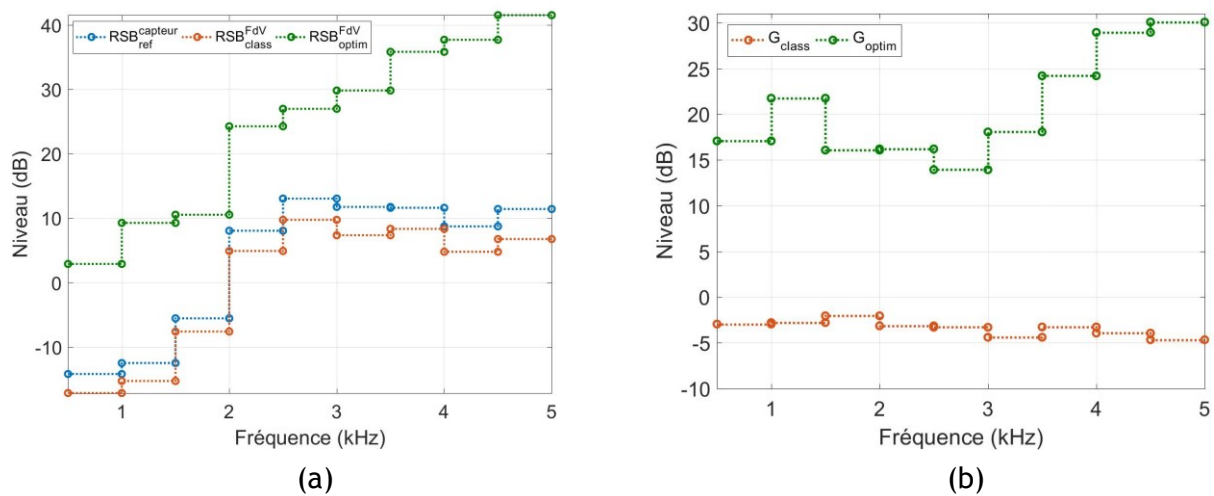 RSB^capteur_ref RSB^FdV_class RSB^FdV_optim
40
30
20
10
0
-10
Niveau (dB)
1 2 3 4 5
Fréquence (kHz)
(a)
G_class G_optim
30
25
20
15
10
5
0
-5
-10
Niveau (dB)
1 2 3 4 5
Fréquence (kHz)
(b)